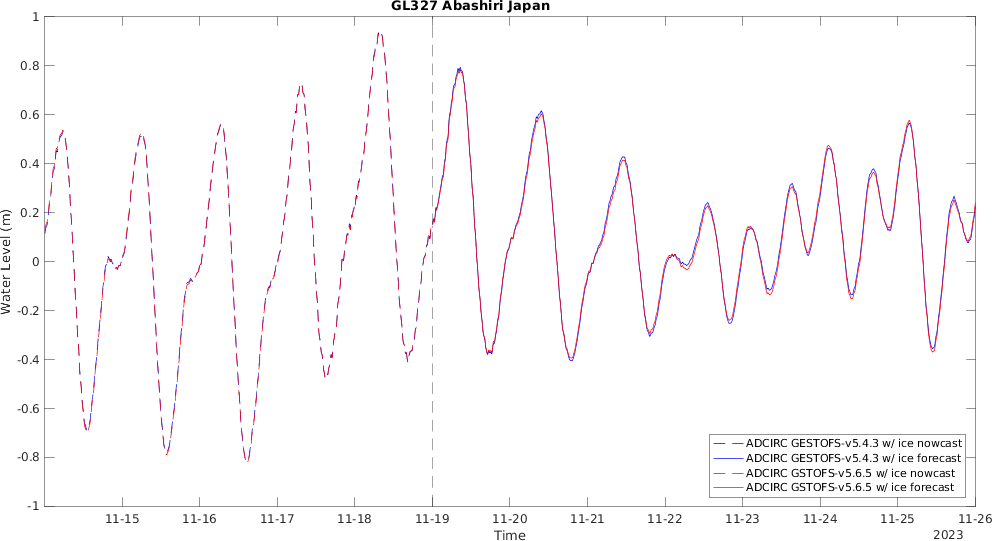 GL327 Abashiri Japan
1
0.8
0.6
0.4
0.2
0
-0.2
-0.4
-0.6
-0.8
-1
Water Level (m)
ADCIRC GESTOFS-v5.4.3 w/ ice nowcast
ADCIRC GESTOFS-v5.4.3 w/ ice forecast
ADCIRC GSTOFS-v5.6.5 w/ ice nowcast
ADCIRC GSTOFS-v5.6.5 w/ ice forecast
11-15 11-16 11-17 11-18 11-19 11-20 11-21 11-22 11-23 11-24 11-25 11-26
Time
2023